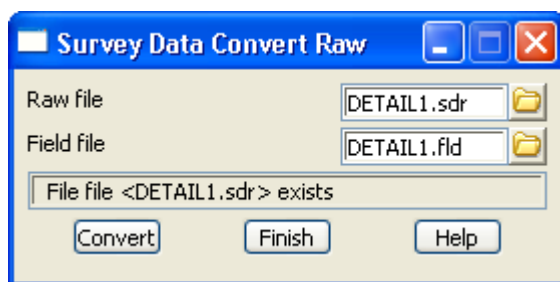 Survey Data Convert Raw
Raw file DETAIL1.sdr
Field file DETAIL1.fld
File file <DETAIL1.sdr> exists
Convert Finish Help